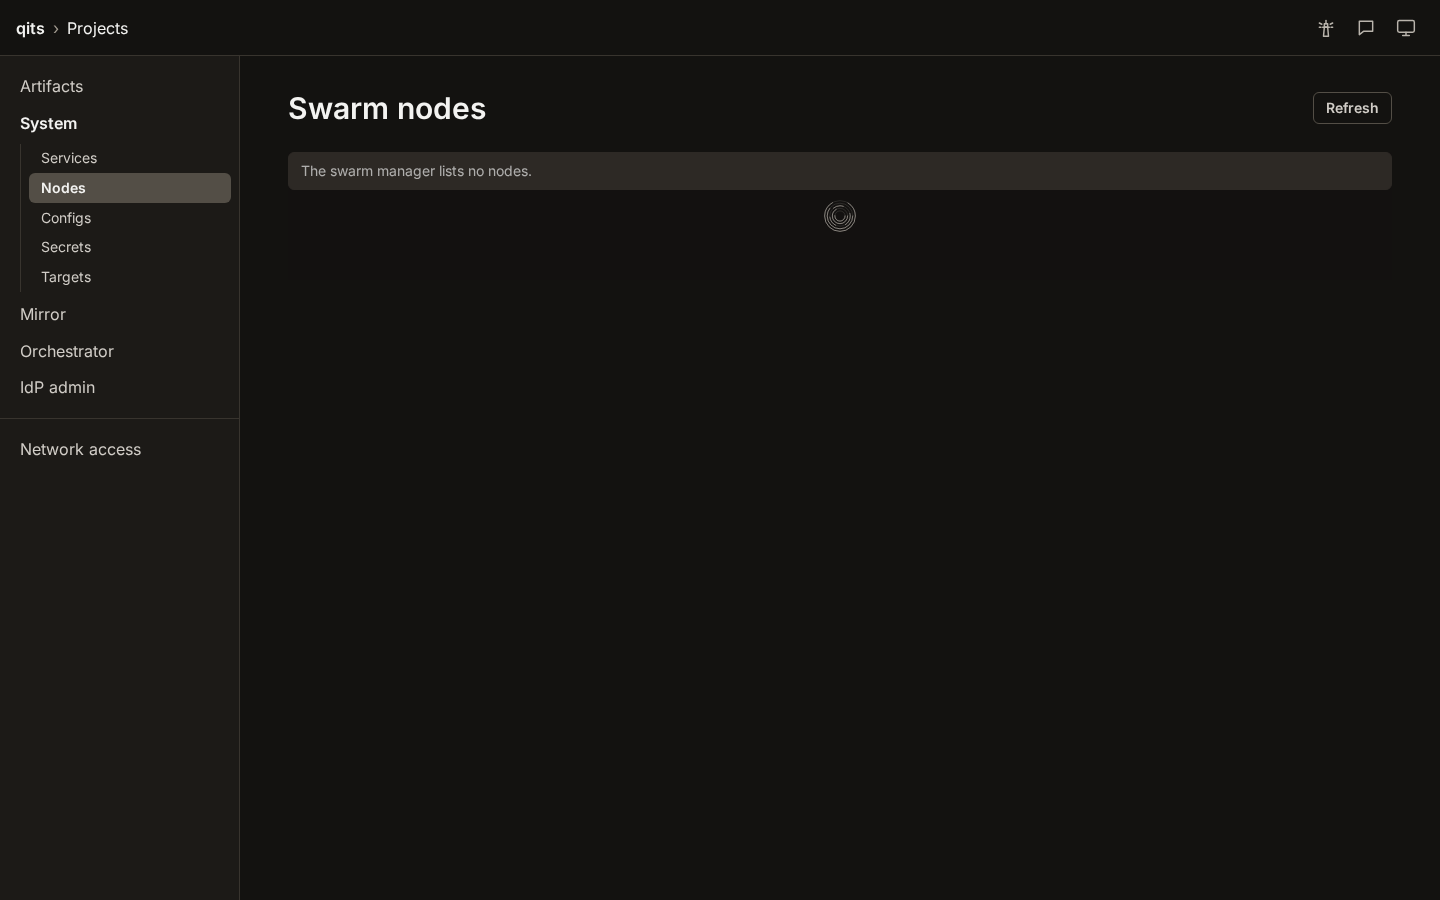 qits › Projects
Artifacts
System
Services
Nodes
Configs
Secrets
Targets
Mirror
Orchestrator
IdP admin
Network access
Swarm nodes
Refresh
The swarm manager lists no nodes.